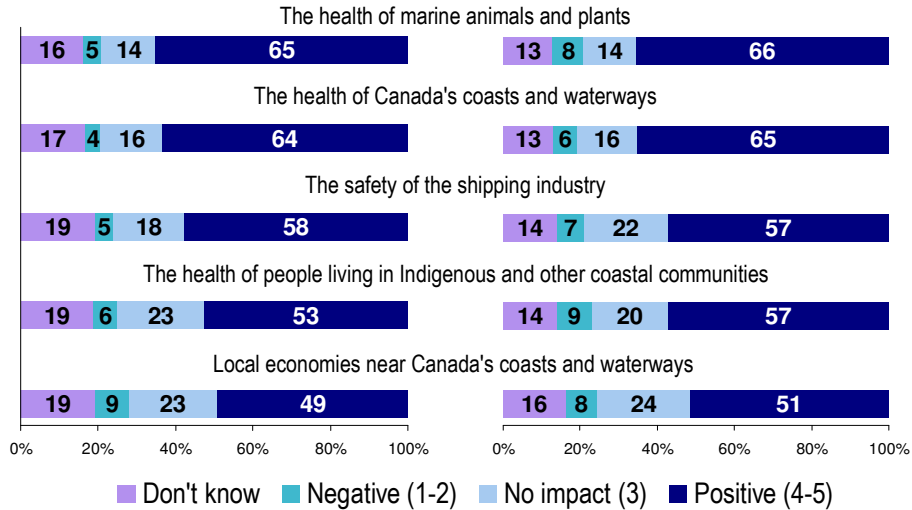 The health of marine animals and plants
16 5 14 65 13 8 14 66
The health of Canada's coasts and waterways
17 4 16 64 13 6 16 65
The safety of the shipping industry
19 5 18 58 14 7 22 57
The health of people living in Indigenous and other coastal communities
19 6 23 53 14 9 20 57
Local economies near Canada's coasts and waterways
19 9 23 49 16 8 24 51
0% 20% 40% 60% 80% 100% 0% 20% 40% 60% 80% 100%
Don't know Negative (1-2) No impact (3) Positive (4-5)